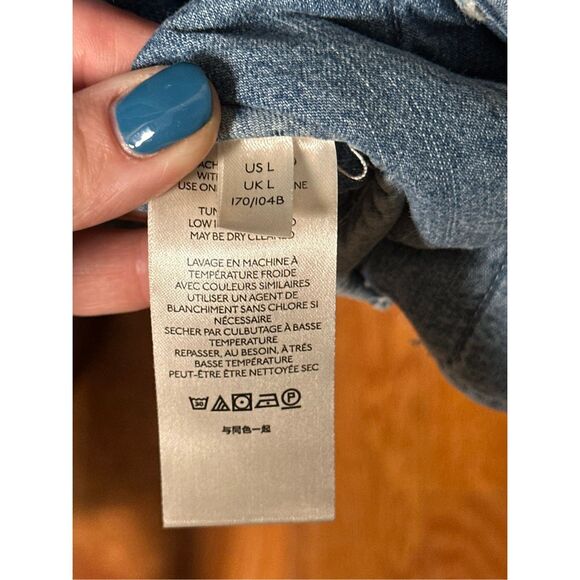 US L
UK L
170/104B
WITH
USE ON
TUM
LOW I
MAY BE DRY CLEANED
LAVAGE EN MACHINE À
TEMPÉRATURE FROIDE
AVEC COULEURS SIMILAIRES
UTILISER UN AGENT DE
BLANCHIMENT SANS CHLORE SI
NÉCESSAIRE
SECHER PAR CULBUTAGE À BASSE
TEMPERATURE
REPASSER, AU BESOIN, À TRÈS
BASSE TEMPÉRATURE
PEUT-ÊTRE ÊTRE NETTOYÉE SEC
30 P
与同色一起